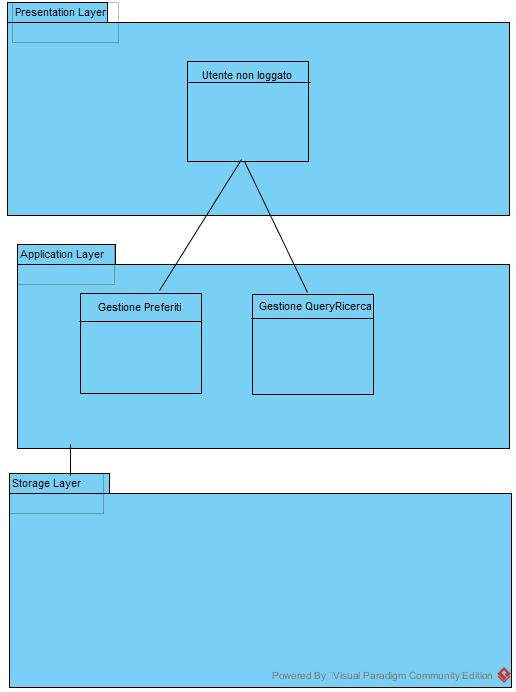 Presentation Layer
Utente non loggato
Application Layer
Gestione Preferiti
Gestione QueryRicerca
Storage Layer
Powered By Visual Paradigm Community Edition